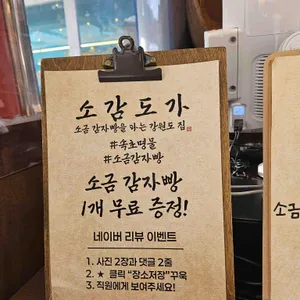 소감도가
소금 감자빵을 파는 강원도 집
#속초명물
#소금감자빵
소금 감자빵
1개 무료 증정!
네이버 리뷰 이벤트
1. 사진 2장과 댓글 2줄
2. ★ 클릭 "장소저장"꾸욱
3. 직원에게 보여주세요!
소금